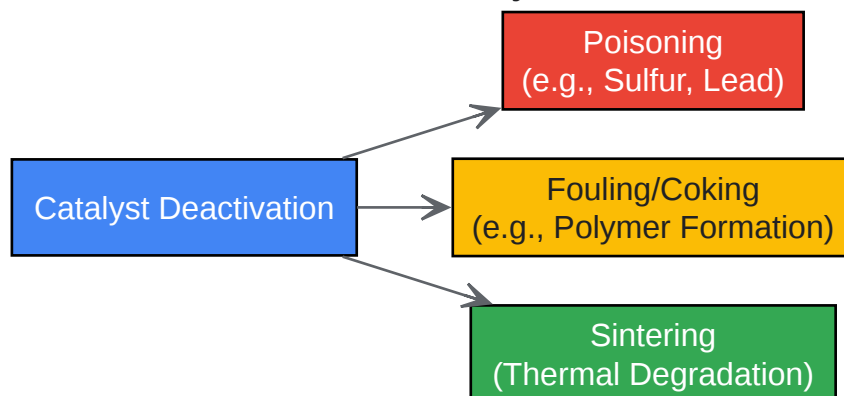 Poisoning
(e.g., Sulfur, Lead)
Catalyst Deactivation
Fouling/Coking
(e.g., Polymer Formation)
Sintering
(Thermal Degradation)